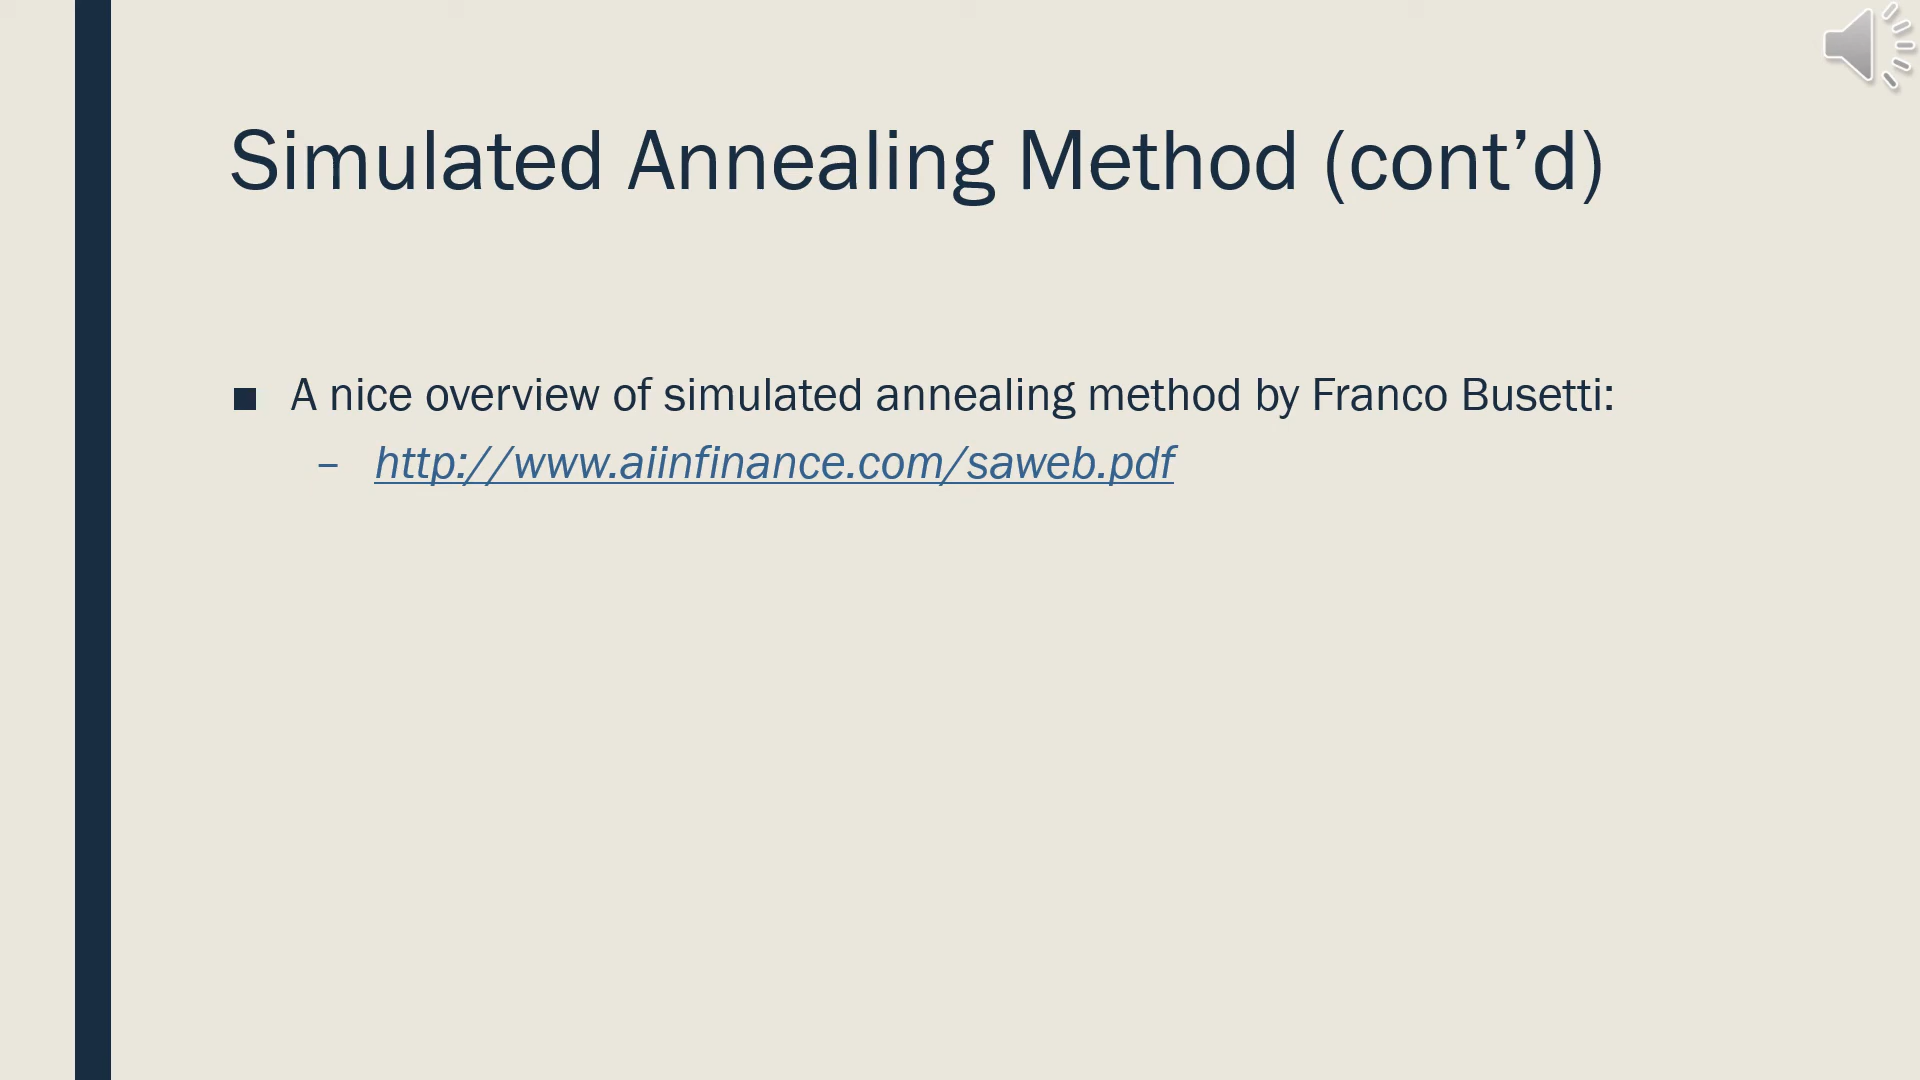 Simulated Annealing Method (cont’d)
■ A nice overview of simulated annealing method by Franco Busetti:
– http://www.aiinfinance.com/saweb.pdf